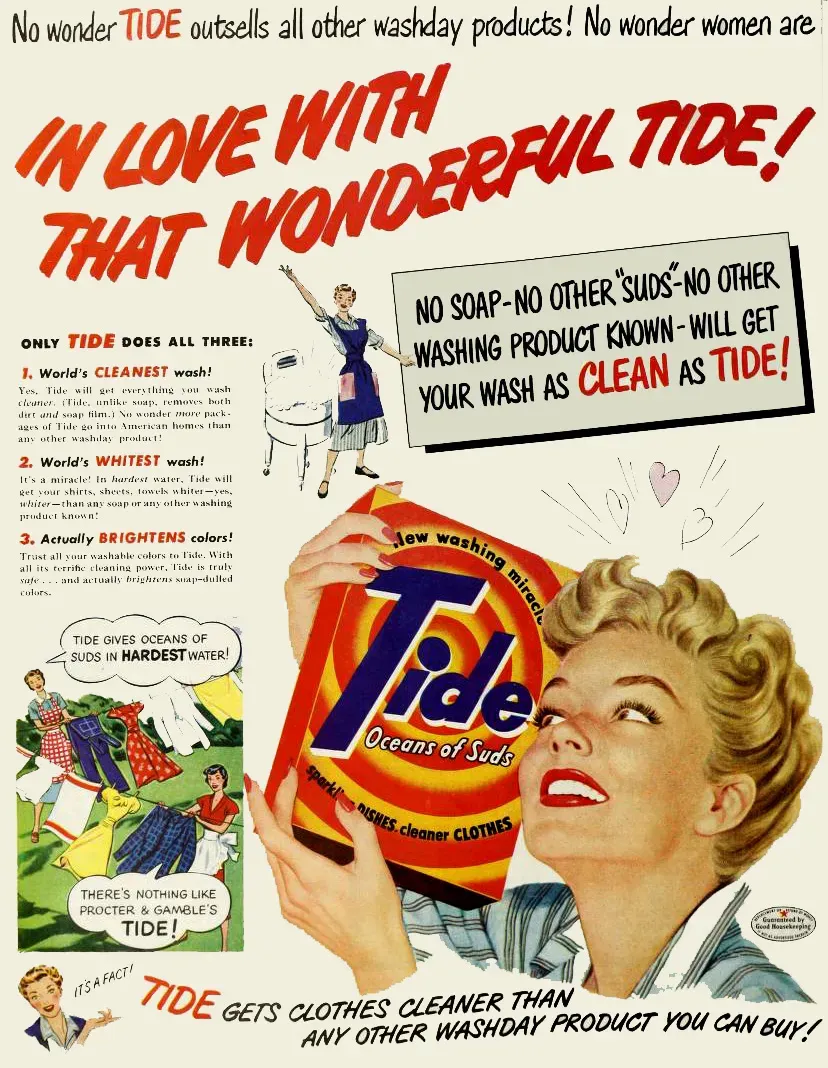 No wonder TIDE outsells all other washday products! No wonder women are
IN LOVE WITH
THAT WONDERFUL TIDE!
NO SOAP-NO OTHER "SUDS"-NO OTHER
WASHING PRODUCT KNOWN-WILL GET
YOUR WASH AS CLEAN AS TIDE!
ONLY TIDE DOES ALL THREE:
1. World's CLEANEST wash!
Yes, Tide will get everything you wash
cleaner. (Tide, unlike soap, removes both
dirt and soap film.) No wonder more pack-
ages of Tide go into American homes than
any other washday product!
2. World's WHITEST wash!
It's a miracle! In hardest water, Tide will
get your shirts, sheets, towels whiter—yes,
whiter—than any soap or any other washing
product known!
3. Actually BRIGHTENS colors!
Trust all your washable colors to Tide. With
all its terrific cleaning power, Tide is truly
safe . . . and actually brightens soap-dulled
colors.
TIDE GIVES OCEANS OF
SUDS IN HARDEST WATER!
THERE'S NOTHING LIKE
PROCTER & GAMBLE'S
TIDE!
New washing miracle
Tide
Oceans of Suds
DISHES, cleaner CLOTHES
Guaranteed by
Good Housekeeping
IT'S A FACT!
TIDE GETS CLOTHES CLEANER THAN
ANY OTHER WASHDAY PRODUCT YOU CAN BUY!